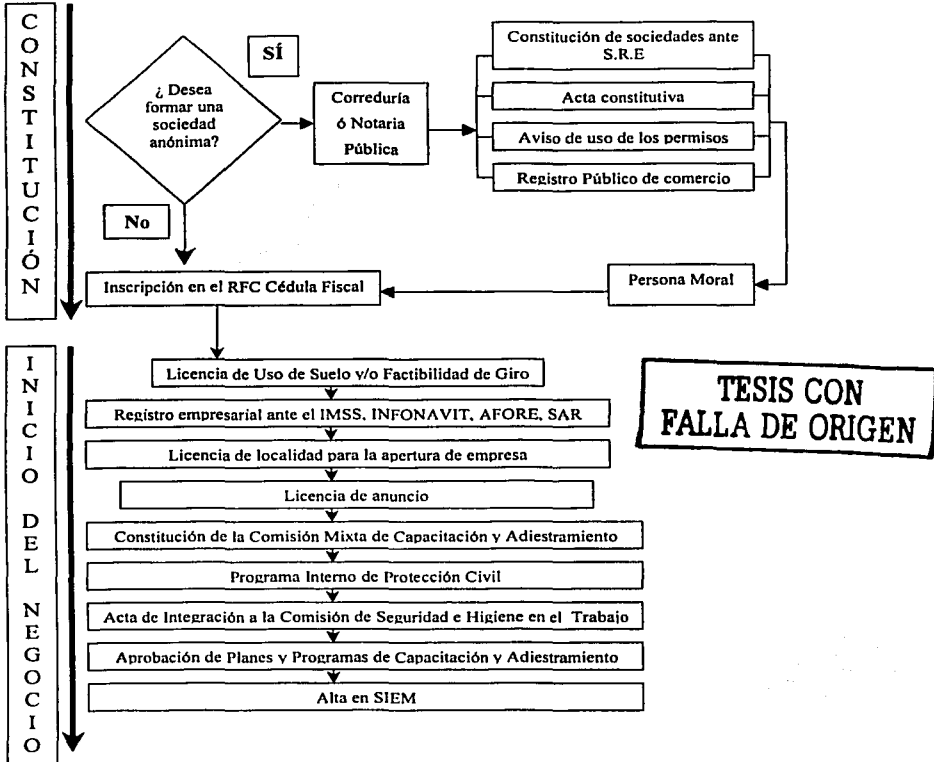 CONSTITUCIÓN
SÍ
¿ Desea
formar una
sociedad
anónima?
No
Correduría
ó Notaria
Pública
Constitución de sociedades ante
S.R.E
Acta constitutiva
Aviso de uso de los permisos
Registro Público de comercio
Persona Moral
Inscripción en el RFC Cédula Fiscal
INICIO DEL NEGOCIO
Licencia de Uso de Suelo y/o Factibilidad de Giro
Registro empresarial ante el IMSS, INFONAVIT, AFORE, SAR
Licencia de localidad para la apertura de empresa
Licencia de anuncio
Constitución de la Comisión Mixta de Capacitación y Adiestramiento
Programa Interno de Protección Civil
Acta de Integración a la Comisión de Seguridad e Higiene en el Trabajo
Aprobación de Planes y Programas de Capacitación y Adiestramiento
Alta en SIEM
TESIS CON
FALLA DE ORIGEN